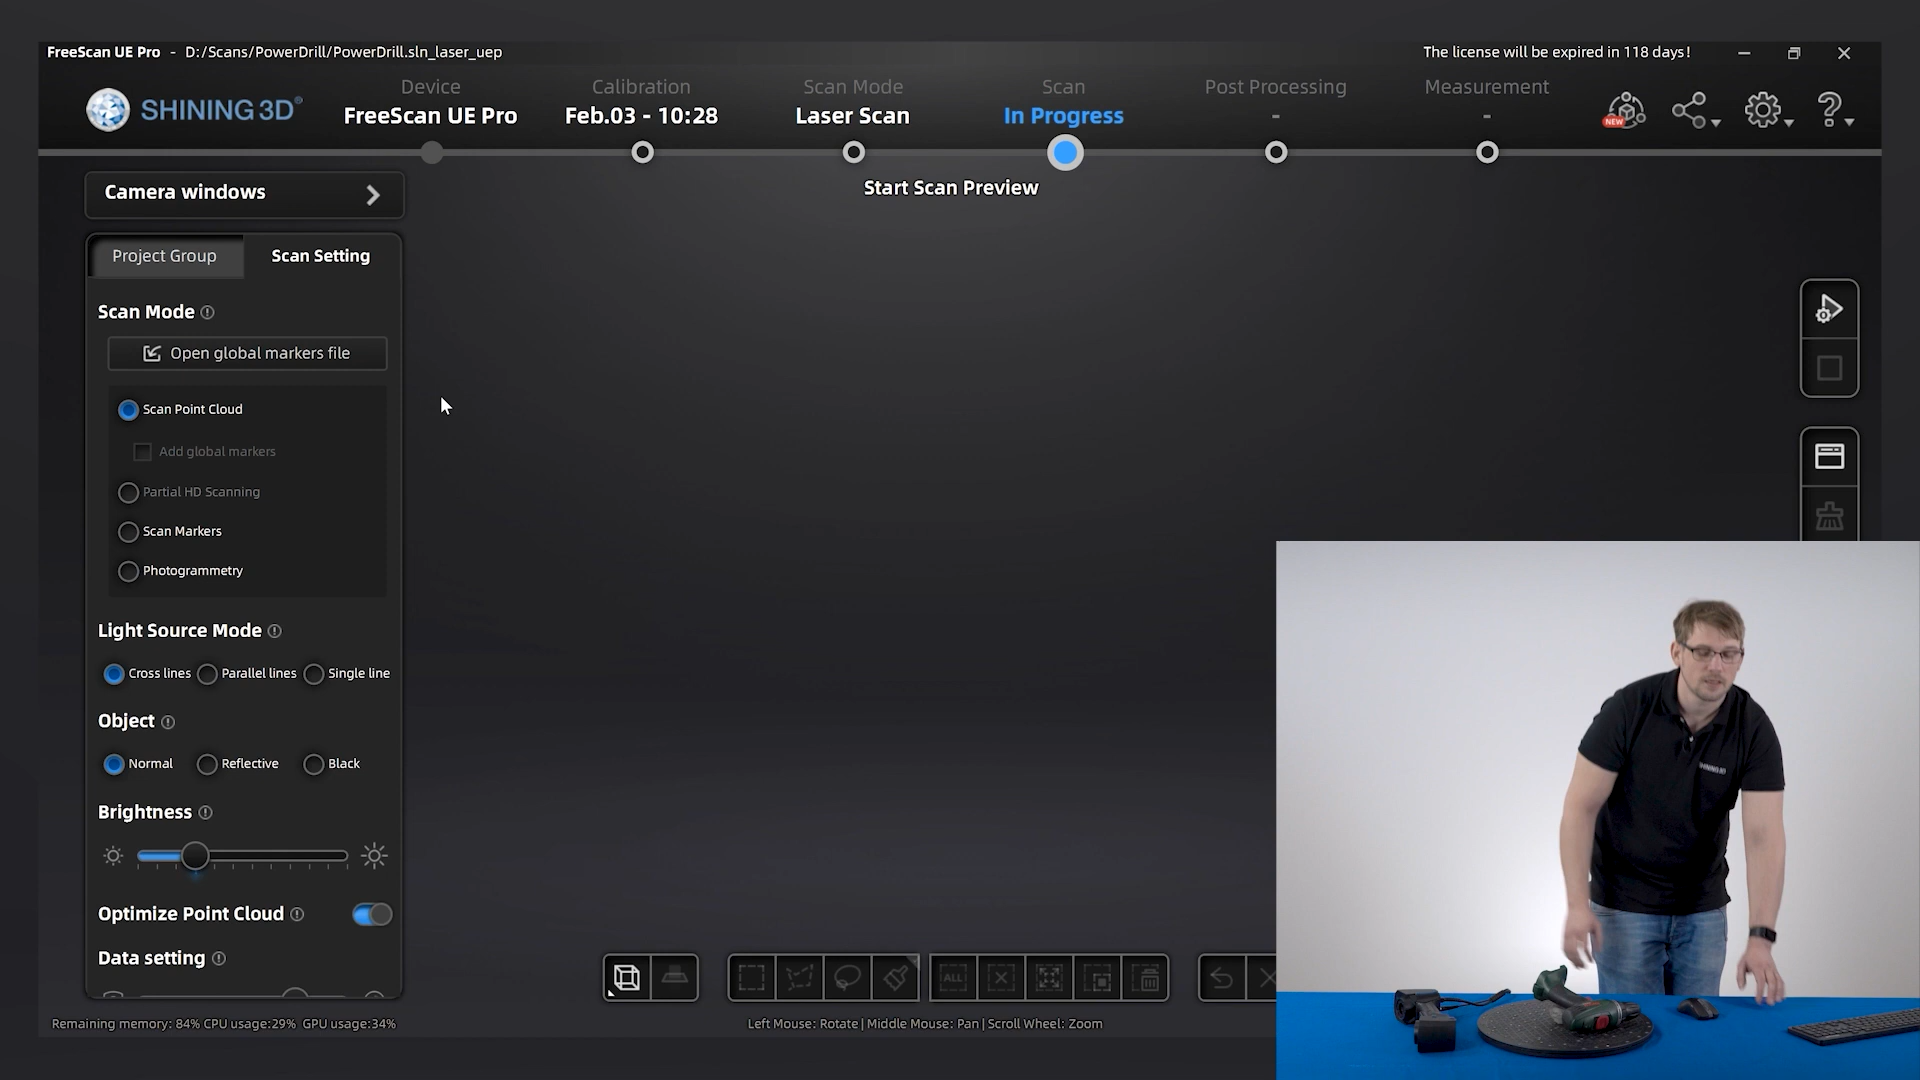 FreeScan UE Pro - D:/Scans/PowerDrill/PowerDrill.sln_laser_uep
The license will be expired in 118 days!
SHINING 3D®
Device
FreeScan UE Pro
Calibration
Feb.03 - 10:28
Scan Mode
Laser Scan
Scan
In Progress
Post Processing
-
Measurement
-
NEW
Start Scan Preview
Camera windows
Project Group
Scan Setting
Scan Mode
Open global markers file
Scan Point Cloud
Add global markers
Partial HD Scanning
Scan Markers
Photogrammetry
Light Source Mode
Cross lines Parallel lines Single line
Object
Normal Reflective Black
Brightness
Optimize Point Cloud
Data setting
ALL
Remaining memory: 84% CPU usage:29% GPU usage:34%
Left Mouse: Rotate | Middle Mouse: Pan | Scroll Wheel: Zoom
SHINING3D